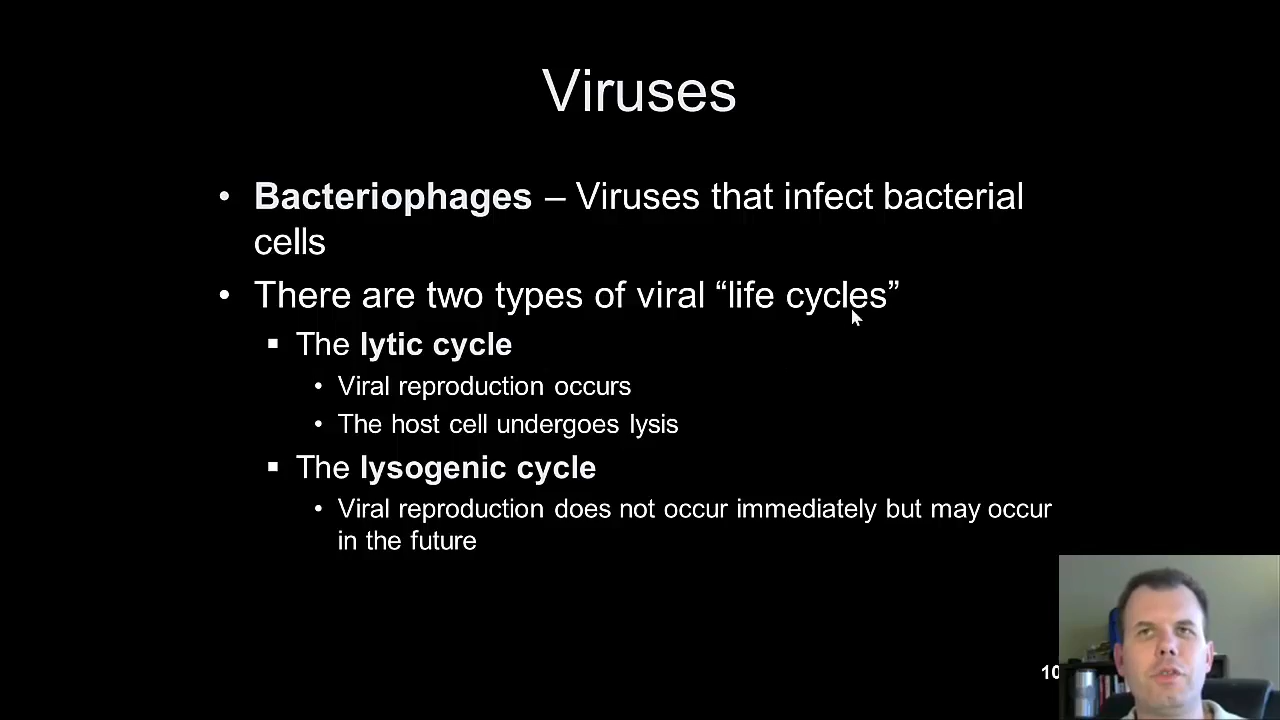 Viruses
• Bacteriophages – Viruses that infect bacterial
cells
• There are two types of viral “life cycles”
▪ The lytic cycle
• Viral reproduction occurs
• The host cell undergoes lysis
▪ The lysogenic cycle
• Viral reproduction does not occur immediately but may occur
in the future
10